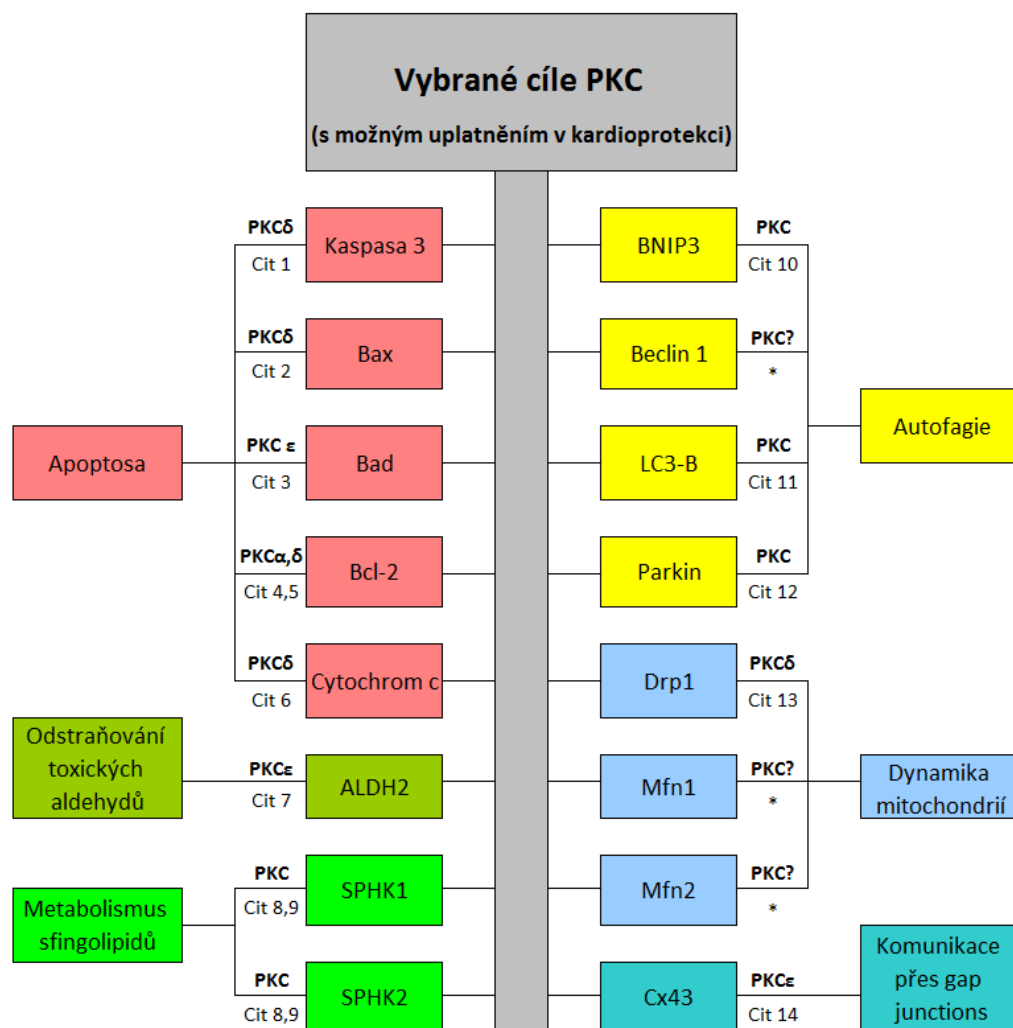 Vybrané cíle PKC
(s možným uplatněním v kardioprotekci)
PKCδ
Cit 1
Kaspasa 3
BNIP3
PKC
Cit 10
PKCδ
Cit 2
Bax
Beclin 1
PKC?
*
Apoptosa
PKC ε
Cit 3
Bad
LC3-B
PKC
Cit 11
Autofagie
PKCα,δ
Cit 4,5
Bcl-2
Parkin
PKC
Cit 12
PKCδ
Cit 6
Cytochrom c
Drp1
PKCδ
Cit 13
Odstraňování
toxických
aldehydů
PKCε
Cit 7
ALDH2
Mfn1
PKC?
*
Dynamika
mitochondrií
Metabolismus
sfingolipidů
PKC
Cit 8,9
SPHK1
Mfn2
PKC?
*
PKC
Cit 8,9
SPHK2
Cx43
PKCε
Cit 14
Komunikace
přes gap
junctions